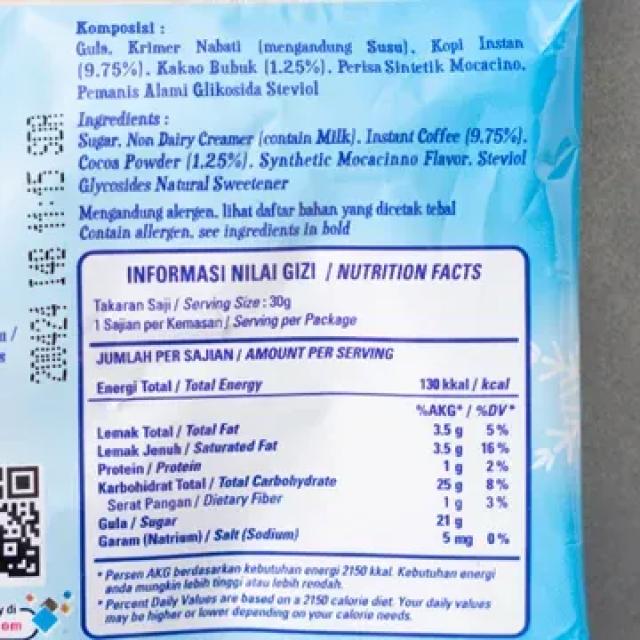 Komposisi :
Gula, Krimer Nabati (mengandung Susu), Kopi Instan
(9.75%), Kakao Bubuk (1.25%), Perisa Sintetik Mocacino,
Pemanis Alami Glikosida Steviol
Ingredients :
Sugar, Non Dairy Creamer (contain Milk), Instant Coffee (9.75%),
Cocoa Powder (1.25%), Synthetic Mocacinno Flavor, Steviol
Glycosides Natural Sweetener
Mengandung alergen, lihat daftar bahan yang dicetak tebal
Contain allergen, see ingredients in bold
INFORMASI NILAI GIZI / NUTRITION FACTS
Takaran Saji / Serving Size : 30g
1 Sajian per Kemasan / Serving per Package
JUMLAH PER SAJIAN / AMOUNT PER SERVING
Energi Total / Total Energy 130 kkal / kcal
%AKG* / %DV*
Lemak Total / Total Fat 3.5 g 5%
Lemak Jenuh / Saturated Fat 3.5 g 16%
Protein / Protein 1 g 2%
Karbohidrat Total / Total Carbohydrate 25 g 8%
Serat Pangan / Dietary Fiber 1 g 3%
Gula / Sugar 21 g
Garam (Natrium) / Salt (Sodium) 5 mg 0%
* Persen AKG berdasarkan kebutuhan energi 2150 kkal. Kebutuhan energi
anda mungkin lebih tinggi atau lebih rendah.
* Percent Daily Values are based on a 2150 calorie diet. Your daily values
may be higher or lower depending on your calorie needs.